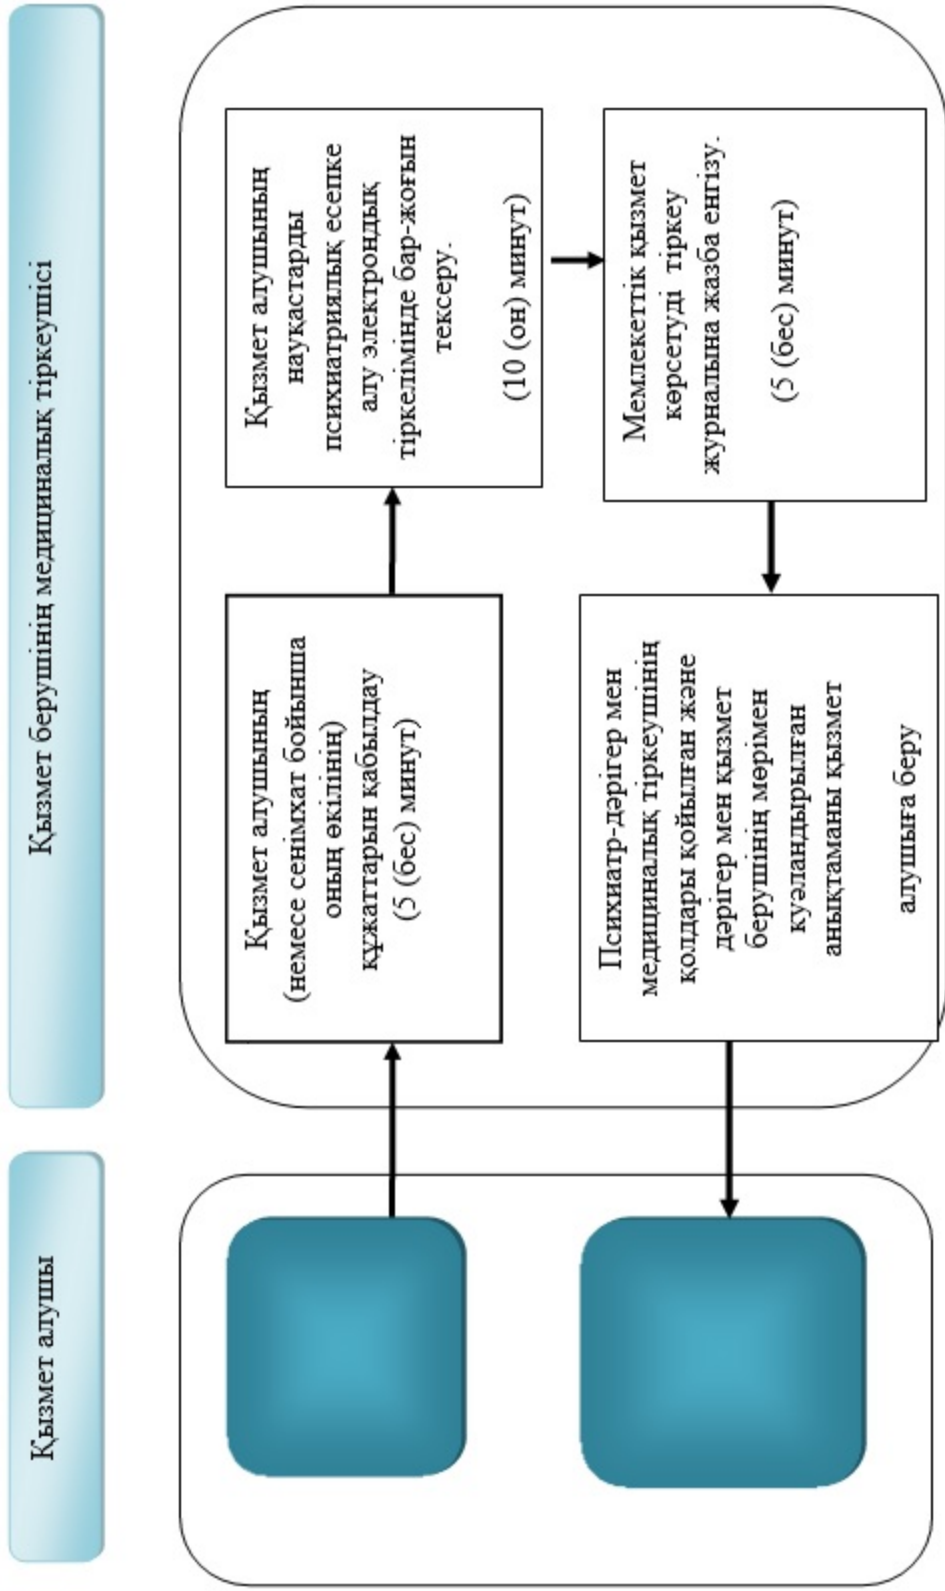 Қызмет алушы
Қызмет берушінің медициналық тіркеушісі
Қызмет алушының
(немесе сенімхат бойынша
оның өкілінің)
құжаттарын қабылдау
(5 (бес) минут)
Қызмет алушының
науқастарды
психиатриялық есепке
алу электрондық
тіркелімінде бар-жоғын
тексеру.
(10 (он) минут)
Мемлекеттік қызмет
көрсетуді тіркеу
журналына жазба енгізу.
(5 (бес) минут)
Психиатр-дәрігер мен
медициналық тіркеушінің
қолдары қойылған және
дәрігер мен қызмет
берушінің мөрімен
куәландырылған
анықтаманы қызмет
алушыға беру